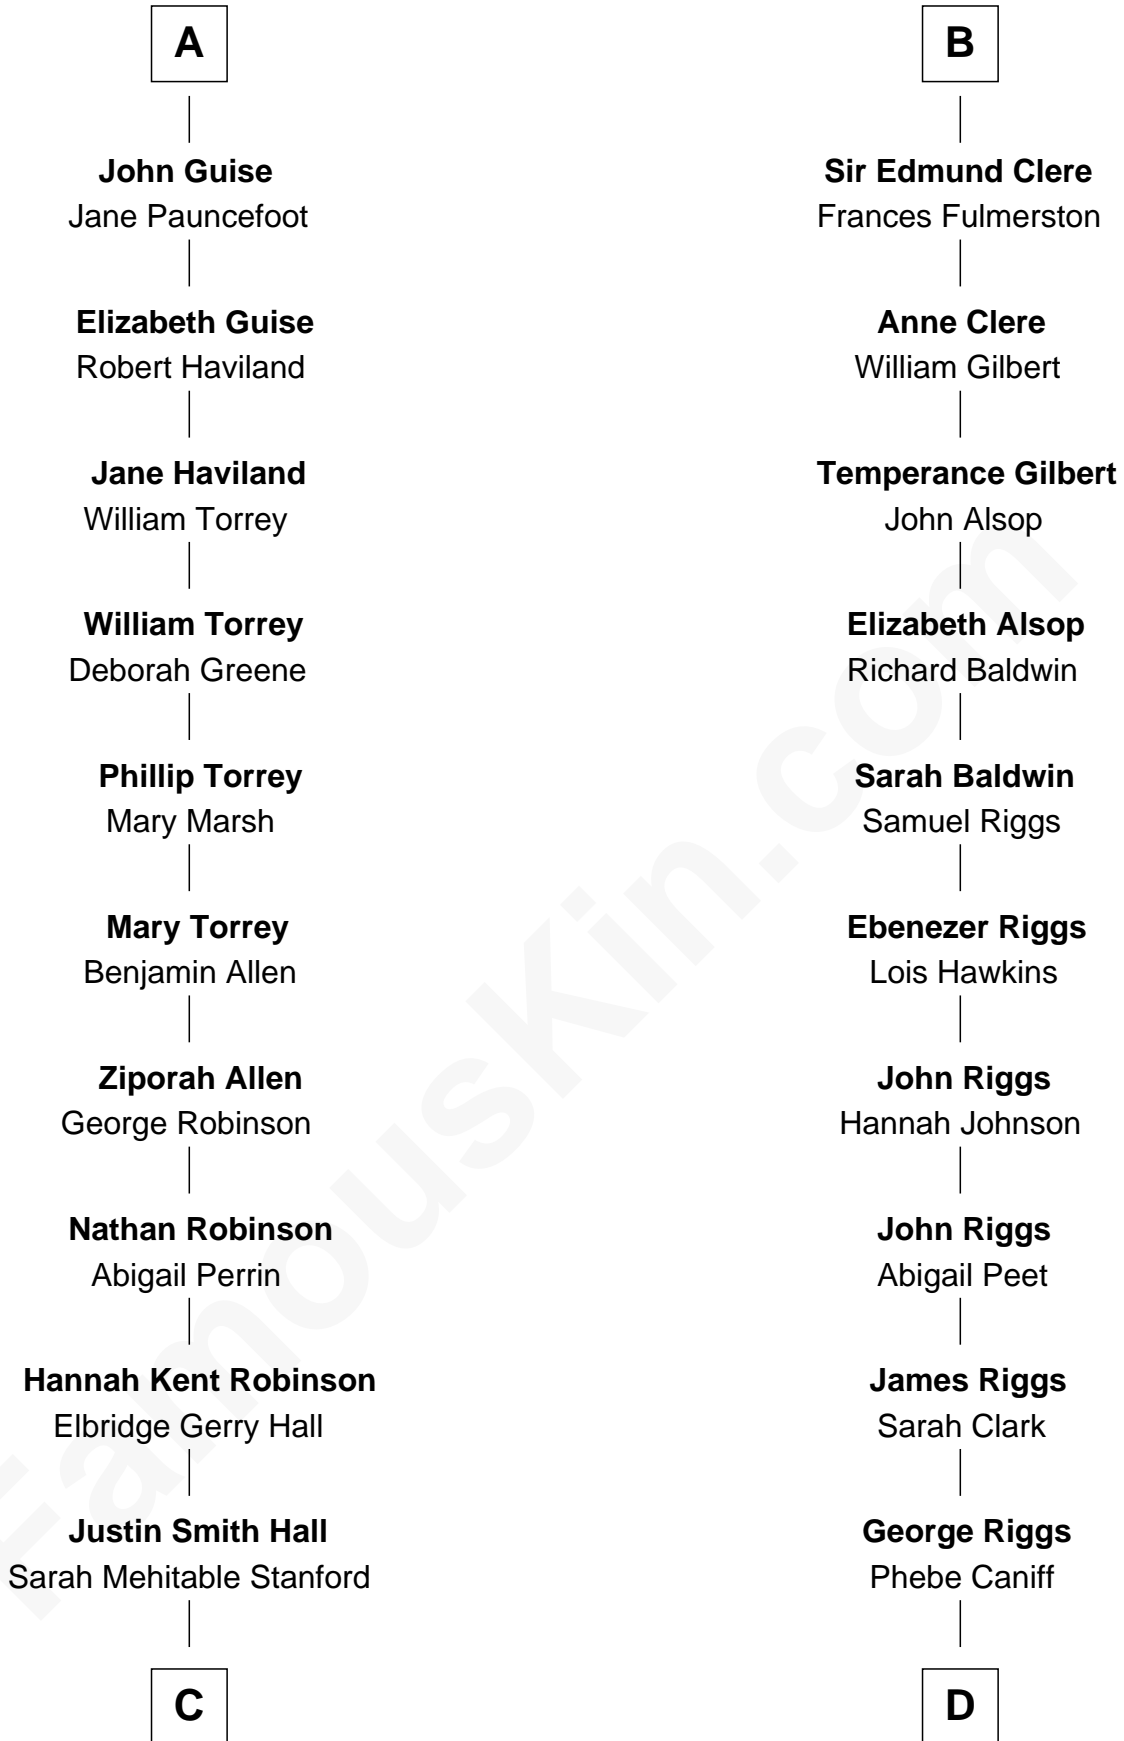 A
John Guise
Jane Pauncefoot
Elizabeth Guise
Robert Haviland
Jane Haviland
William Torrey
William Torrey
Deborah Greene
Phillip Torrey
Mary Marsh
Mary Torrey
Benjamin Allen
Ziporah Allen
George Robinson
Nathan Robinson
Abigail Perrin
Hannah Kent Robinson
Elbridge Gerry Hall
Justin Smith Hall
Sarah Mehitable Stanford
C
B
Sir Edmund Clere
Frances Fulmerston
Anne Clere
William Gilbert
Temperance Gilbert
John Alsop
Elizabeth Alsop
Richard Baldwin
Sarah Baldwin
Samuel Riggs
Ebenezer Riggs
Lois Hawkins
John Riggs
Hannah Johnson
John Riggs
Abigail Peet
James Riggs
Sarah Clark
George Riggs
Phebe Caniff
D
FamousKin.com